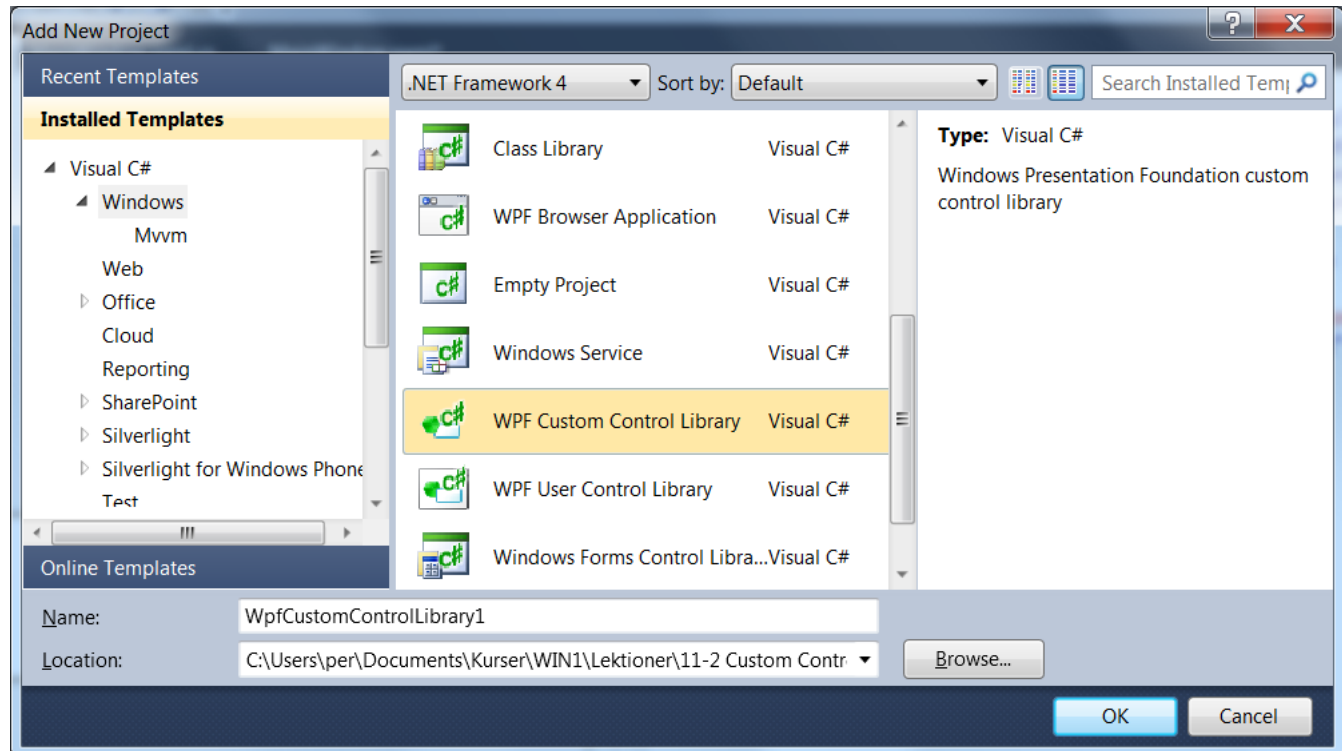 Add New Project
Recent Templates
Installed Templates
Visual C#
Windows
Mvvm
Web
Office
Cloud
Reporting
SharePoint
Silverlight
Silverlight for Windows Phone
Test
Online Templates
.NET Framework 4 Sort by: Default Search Installed Temp
Class Library Visual C#
WPF Browser Application Visual C#
Empty Project Visual C#
Windows Service Visual C#
WPF Custom Control Library Visual C#
WPF User Control Library Visual C#
Windows Forms Control Libra...Visual C#
Type: Visual C#
Windows Presentation Foundation custom
control library
Name: WpfCustomControlLibrary1
Location: C:\Users\per\Documents\Kurser\WIN1\Lektioner\11-2 Custom Contr Browse...
OK Cancel